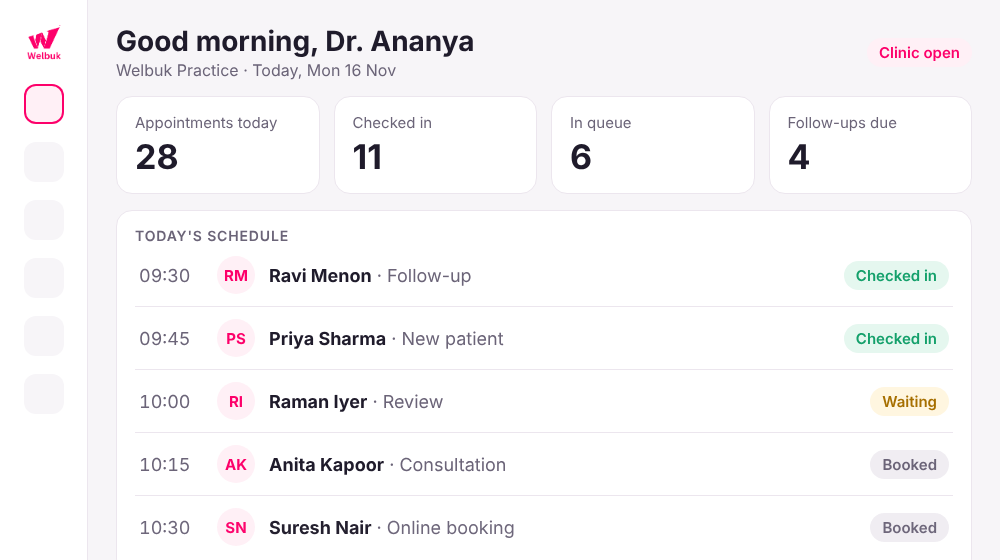 Welbuk
Good morning, Dr. Ananya
Welbuk Practice · Today, Mon 16 Nov
Clinic open
Appointments today
28
Checked in
11
In queue
6
Follow-ups due
4
TODAY'S SCHEDULE
09:30 RM Ravi Menon · Follow-up Checked in
09:45 PS Priya Sharma · New patient Checked in
10:00 RI Raman Iyer · Review Waiting
10:15 AK Anita Kapoor · Consultation Booked
10:30 SN Suresh Nair · Online booking Booked